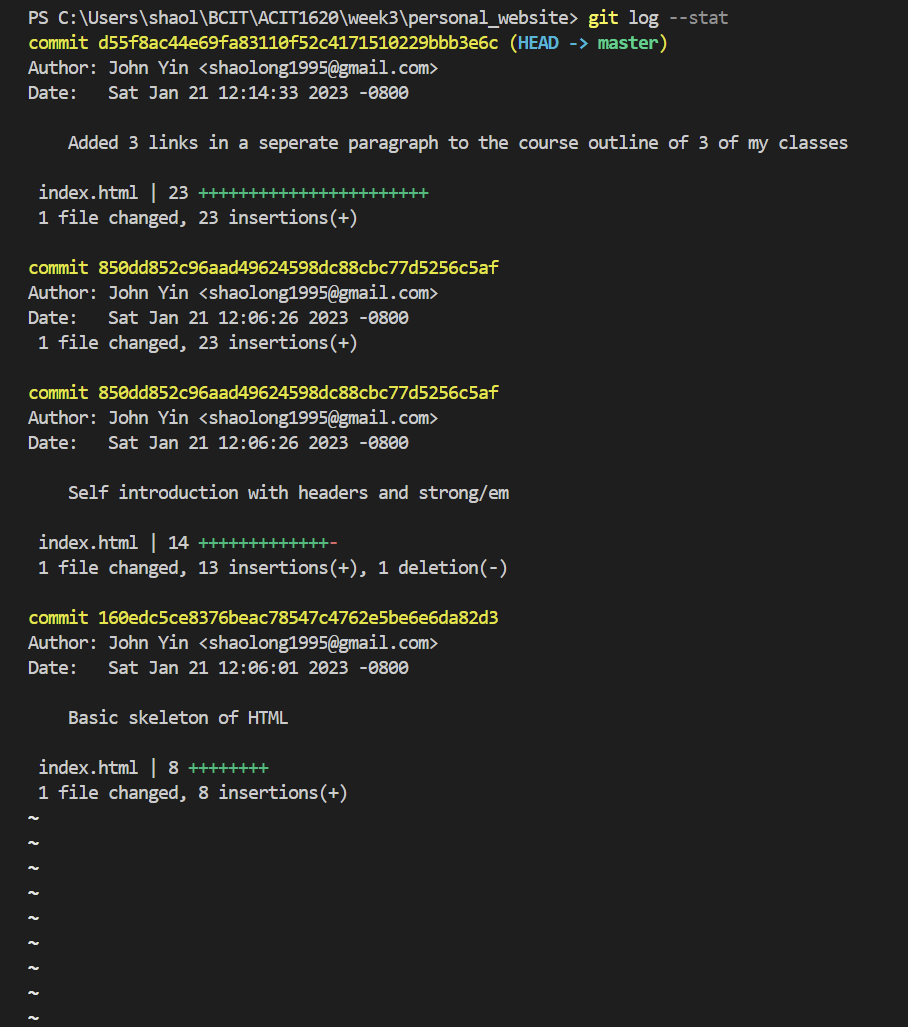 PS C:\Users\shaol\BCIT\ACIT1620\week3\personal_website> git log --stat
commit d55f8ac44e69fa83110f52c4171510229bbb3e6c (HEAD -> master)
Author: John Yin <shaolong1995@gmail.com>
Date:   Sat Jan 21 12:14:33 2023 -0800

    Added 3 links in a seperate paragraph to the course outline of 3 of my classes

 index.html | 23 +++++++++++++++++++++++
 1 file changed, 23 insertions(+)

commit 850dd852c96aad49624598dc88cbc77d5256c5af
Author: John Yin <shaolong1995@gmail.com>
Date:   Sat Jan 21 12:06:26 2023 -0800
 1 file changed, 23 insertions(+)

commit 850dd852c96aad49624598dc88cbc77d5256c5af
Author: John Yin <shaolong1995@gmail.com>
Date:   Sat Jan 21 12:06:26 2023 -0800

    Self introduction with headers and strong/em

 index.html | 14 +++++++++++++-
 1 file changed, 13 insertions(+), 1 deletion(-)

commit 160edc5ce8376beac78547c4762e5be6e6da82d3
Author: John Yin <shaolong1995@gmail.com>
Date:   Sat Jan 21 12:06:01 2023 -0800

    Basic skeleton of HTML

 index.html | 8 ++++++++
 1 file changed, 8 insertions(+)
~
~
~
~
~
~
~
~
~